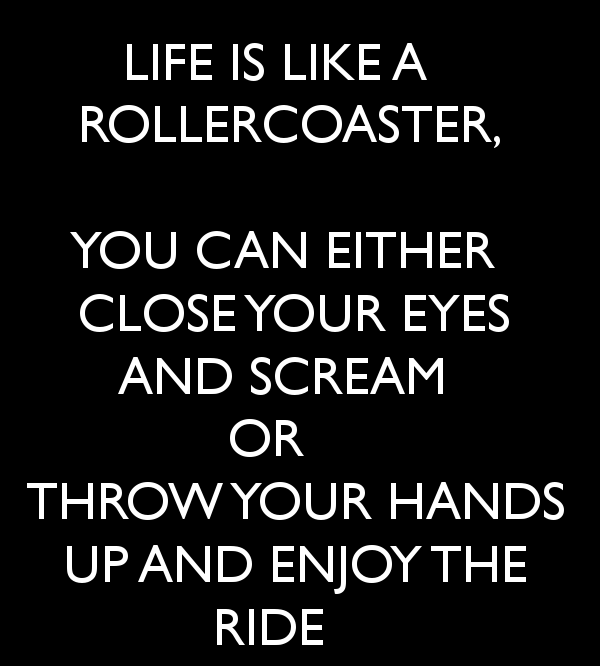 LIFE IS LIKE A
ROLLERCOASTER,
YOU CAN EITHER
CLOSE YOUR EYES
AND SCREAM
OR
THROW YOUR HANDS
UP AND ENJOY THE
RIDE